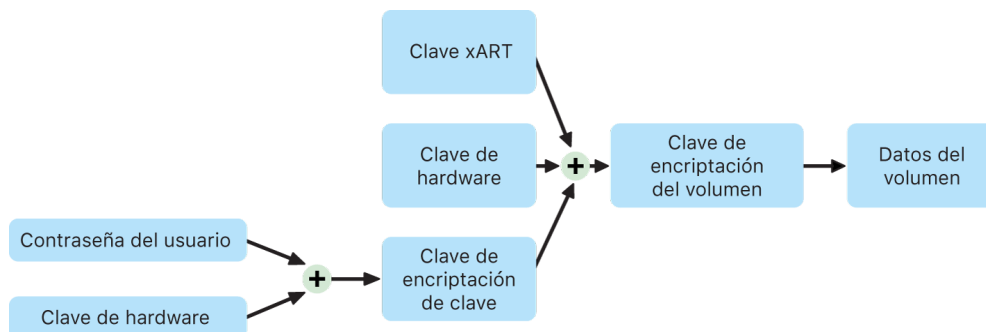 Clave xART
Clave de
hardware
+
Clave de
encriptación
del volumen
Datos del
volumen
Contraseña del usuario
+
Clave de
encriptación
de clave
Clave de hardware